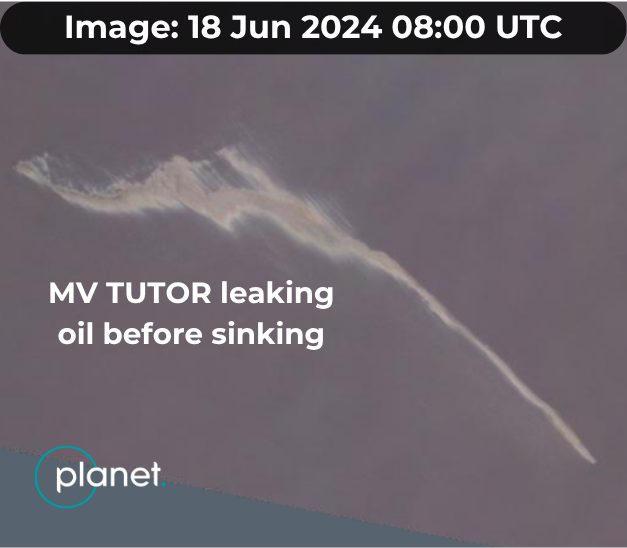 Image: 18 Jun 2024 08:00 UTC
MV TUTOR leaking
oil before sinking
planet.